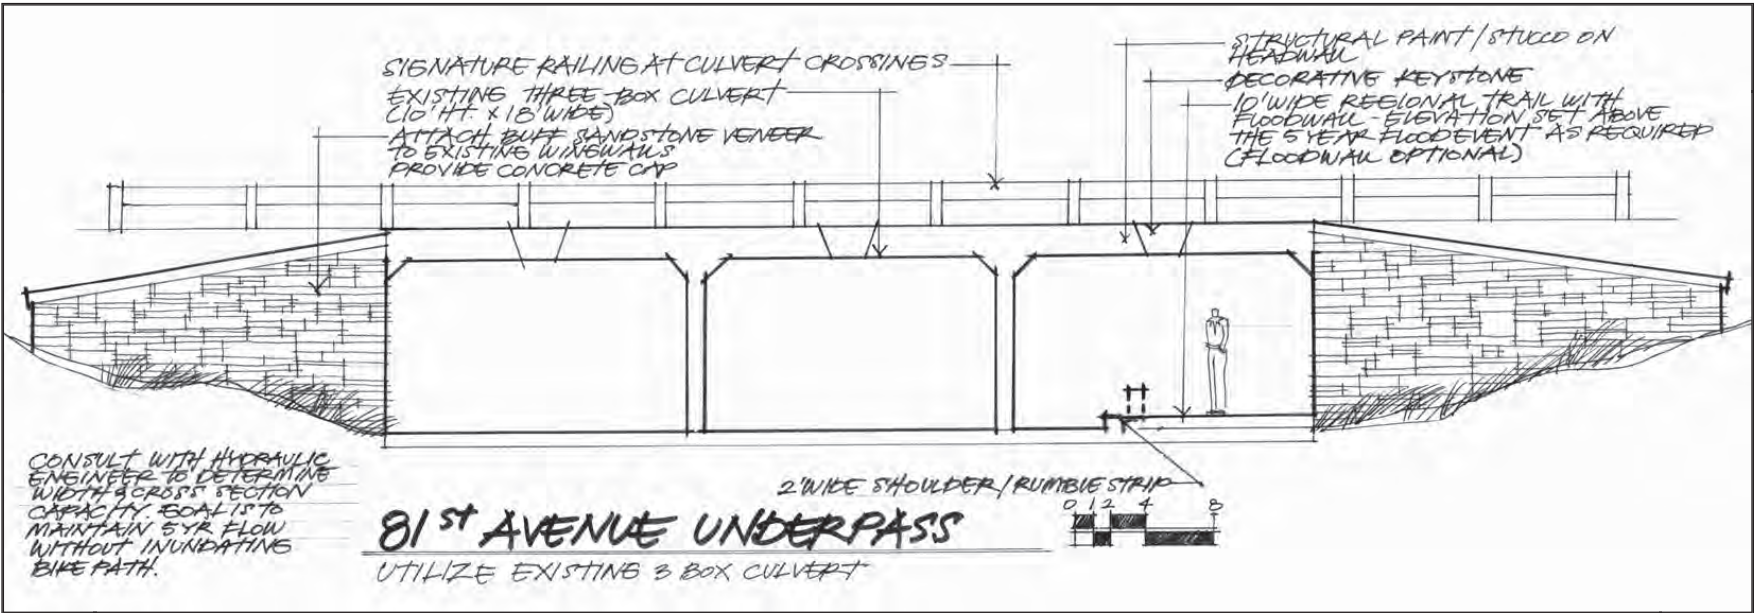 SIGNATURE RAILING AT CULVERT CROSSINGS
EXISTING THREE-BOX CULVERT
(10' HT. X 18' WIDE)
ATTACH BUFF SANDSTONE VENEER
TO EXISTING WINGWALLS
PROVIDE CONCRETE CAP
STRUCTURAL PAINT/STUCCO ON
HEADWALL
DECORATIVE KEYSTONE
10' WIDE REGIONAL TRAIL WITH
FLOODWALL - ELEVATION SET ABOVE
THE 5 YEAR FLOOD EVENT AS REQUIRED
(FLOODWALL OPTIONAL)
CONSULT WITH HYDRAULIC
ENGINEER TO DETERMINE
WIDTH & CROSS SECTION
CAPACITY. GOAL IS TO
MAINTAIN 5YR FLOW
WITHOUT INUNDATING
BIKE PATH.
2' WIDE SHOULDER/RUMBLE STRIP
0 1 2 4 8
81ST AVENUE UNDERPASS
UTILIZE EXISTING 3 BOX CULVERT